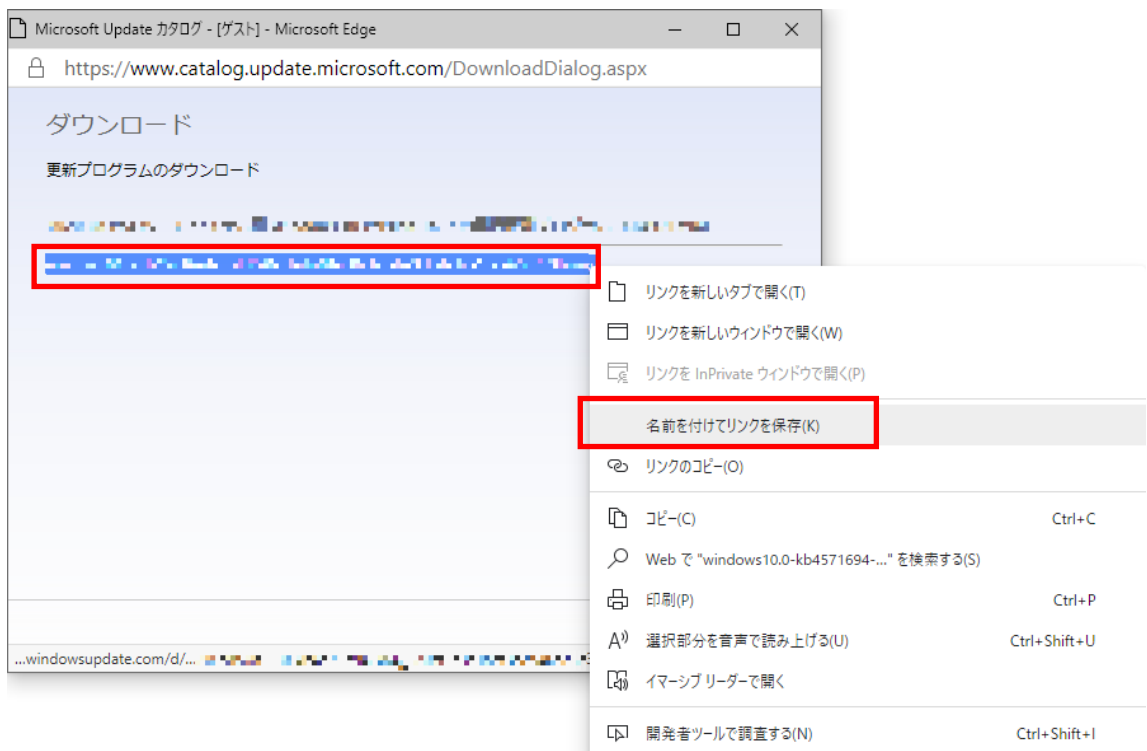 Microsoft Update カタログ - [ゲスト] - Microsoft Edge
https://www.catalog.update.microsoft.com/DownloadDialog.aspx
ダウンロード
更新プログラムのダウンロード
リンクを新しいタブで開く(T)
リンクを新しいウィンドウで開く(W)
リンクを InPrivate ウィンドウで開く(P)
名前を付けてリンクを保存(K)
リンクのコピー(O)
コピー(C) Ctrl+C
Web で "windows10.0-kb4571694-..." を検索する(S)
印刷(P) Ctrl+P
選択部分を音声で読み上げる(U) Ctrl+Shift+U
...windowsupdate.com/d/...
イマーシブ リーダーで開く
開発者ツールで調査する(N) Ctrl+Shift+I